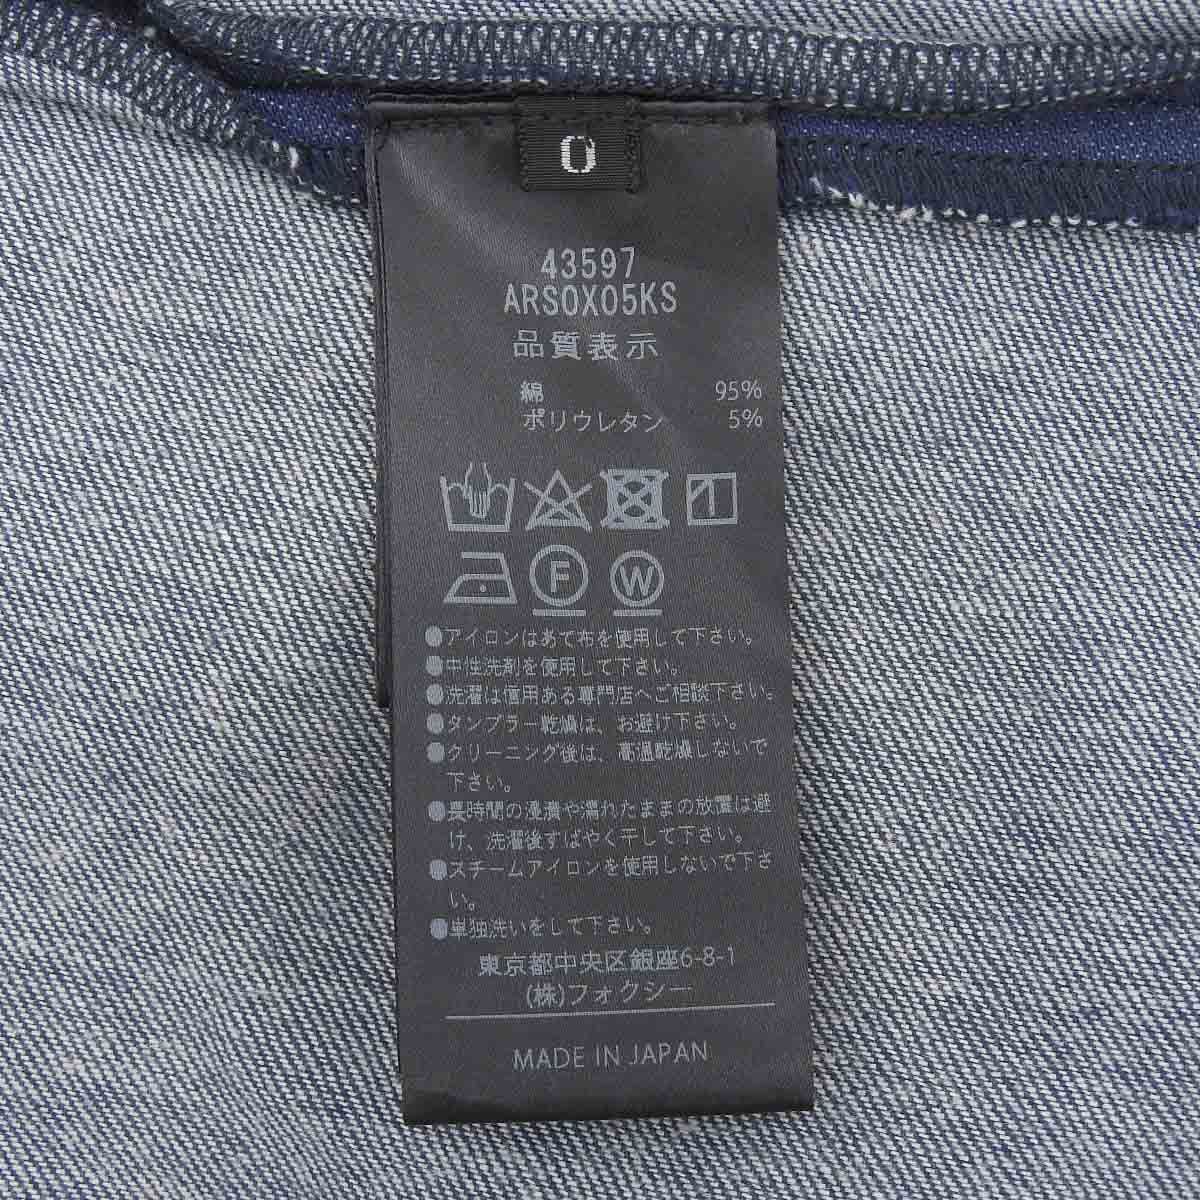 0
43597
ARS0X05KS
品質表示
綿 95%
ポリウレタン 5%
F W
●アイロンはあて布を使用して下さい。
●中性洗剤を使用して下さい。
●洗濯は信用ある専門店へご相談下さい。
●タンブラー乾燥は、お避け下さい。
●クリーニング後は、高温乾燥しないで
下さい。
●長時間の浸漬や濡れたままの放置は避
け、洗濯後すばやく干して下さい。
●スチームアイロンを使用しないで下さ
い。
●単独洗いをして下さい。
東京都中央区銀座6-8-1
(株)フォクシー
MADE IN JAPAN